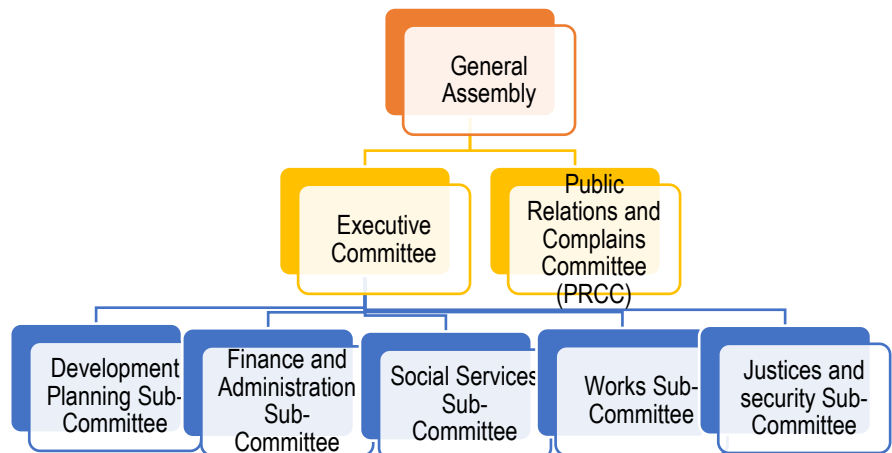 General
Assembly
Executive
Committee
Public
Relations and
Complains
Committee
(PRCC)
Development
Planning Sub-
Committee
Finance and
Administration
Sub-
Committee
Social Services
Sub-
Committee
Works Sub-
Committee
Justices and
security Sub-
Committee